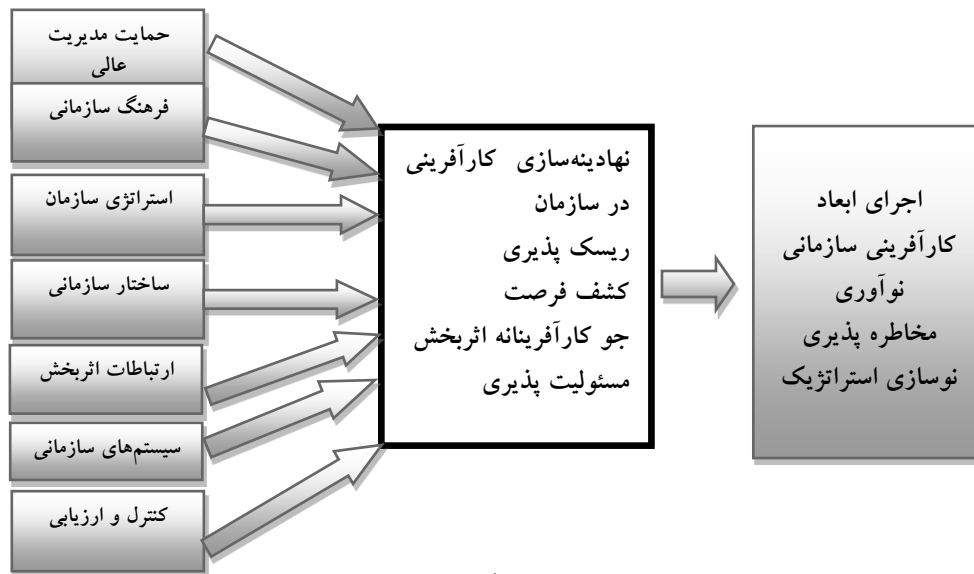 حمایت مدیریت
عالی
فرهنگ سازمانی
استراتژی سازمان
ساختار سازمانی
ارتباطات اثربخش
سیستم‌های سازمانی
کنترل و ارزیابی
نهادینه‌سازی کارآفرینی
در سازمان
ریسک پذیری
کشف فرصت
جو کارآفرینانه اثربخش
مسئولیت پذیری
اجرای ابعاد
کارآفرینی سازمانی
نوآوری
مخاطره پذیری
نوسازی استراتژیک